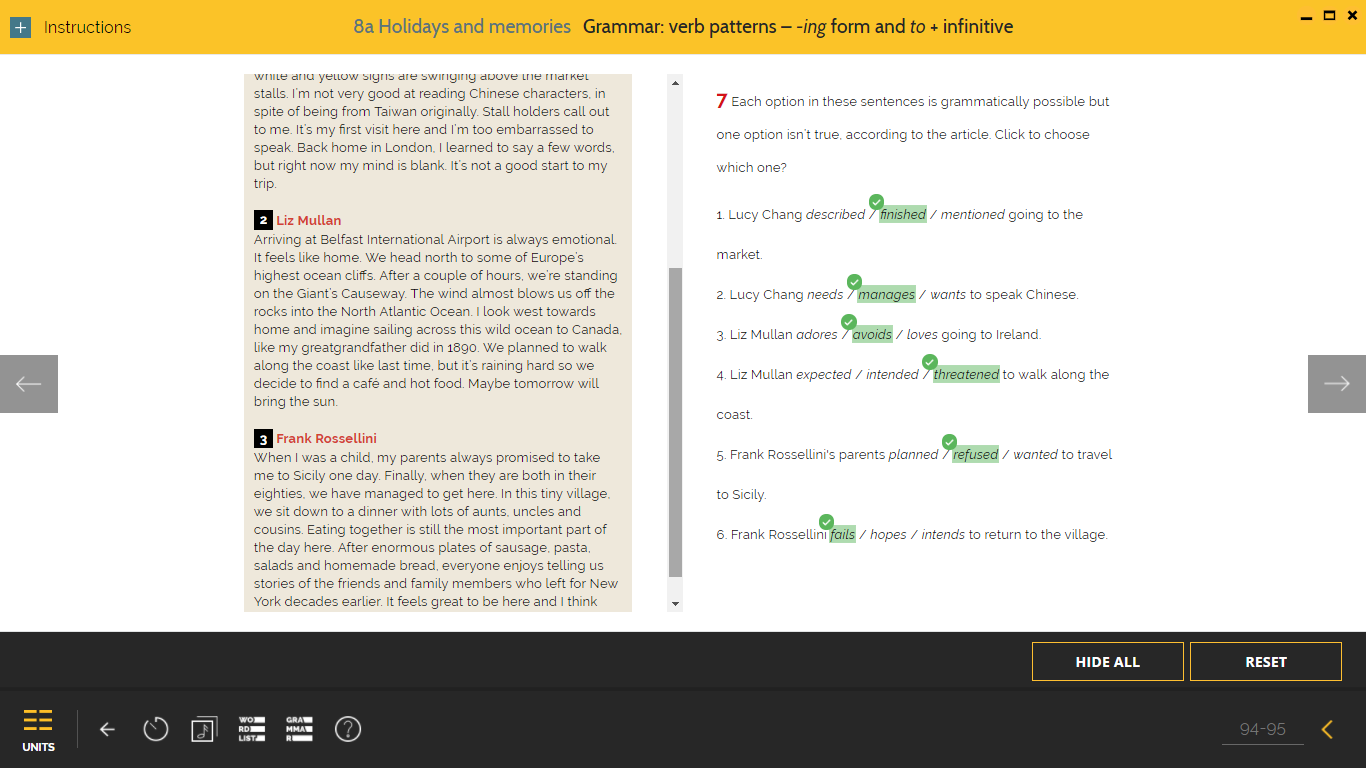 Instructions
8a Holidays and memories Grammar: verb patterns – -ing form and to + infinitive
white and yellow signs are swinging above the market
stalls. I'm not very good at reading Chinese characters, in
spite of being from Taiwan originally. Stall holders call out
to me. It's my first visit here and I'm too embarrassed to
speak. Back home in London, I learned to say a few words,
but right now my mind is blank. It's not a good start to my
trip.
2 Liz Mullan
Arriving at Belfast International Airport is always emotional.
It feels like home. We head north to some of Europe's
highest ocean cliffs. After a couple of hours, we're standing
on the Giant's Causeway. The wind almost blows us off the
rocks into the North Atlantic Ocean. I look west towards
home and imagine sailing across this wild ocean to Canada,
like my greatgrandfather did in 1890. We planned to walk
along the coast like last time, but it's raining hard so we
decide to find a café and hot food. Maybe tomorrow will
bring the sun.
3 Frank Rossellini
When I was a child, my parents always promised to take
me to Sicily one day. Finally, when they are both in their
eighties, we have managed to get here. In this tiny village,
we sit down to a dinner with lots of aunts, uncles and
cousins. Eating together is still the most important part of
the day here. After enormous plates of sausage, pasta,
salads and homemade bread, everyone enjoys telling us
stories of the friends and family members who left for New
York decades earlier. It feels great to be here and I think
7 Each option in these sentences is grammatically possible but
one option isn't true, according to the article. Click to choose
which one?
1. Lucy Chang described / finished / mentioned going to the
market.
2. Lucy Chang needs / manages / wants to speak Chinese.
3. Liz Mullan adores / avoids / loves going to Ireland.
4. Liz Mullan expected / intended / threatened to walk along the
coast.
5. Frank Rossellini's parents planned / refused / wanted to travel
to Sicily.
6. Frank Rossellini fails / hopes / intends to return to the village.
HIDE ALL RESET
UNITS
WO
RD
LIST
GRA
MMA
R
?
94-95